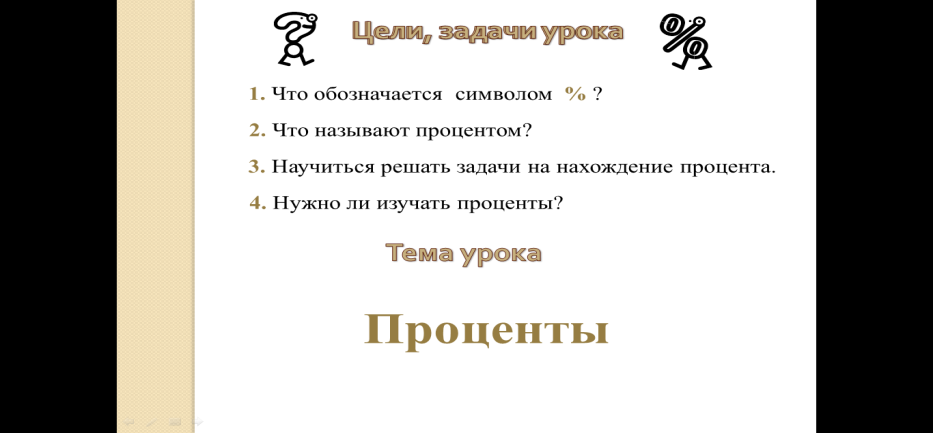 Цели, задачи урока
1. Что обозначается символом % ?
2. Что называют процентом?
3. Научиться решать задачи на нахождение процента.
4. Нужно ли изучать проценты?
Тема урока
Проценты